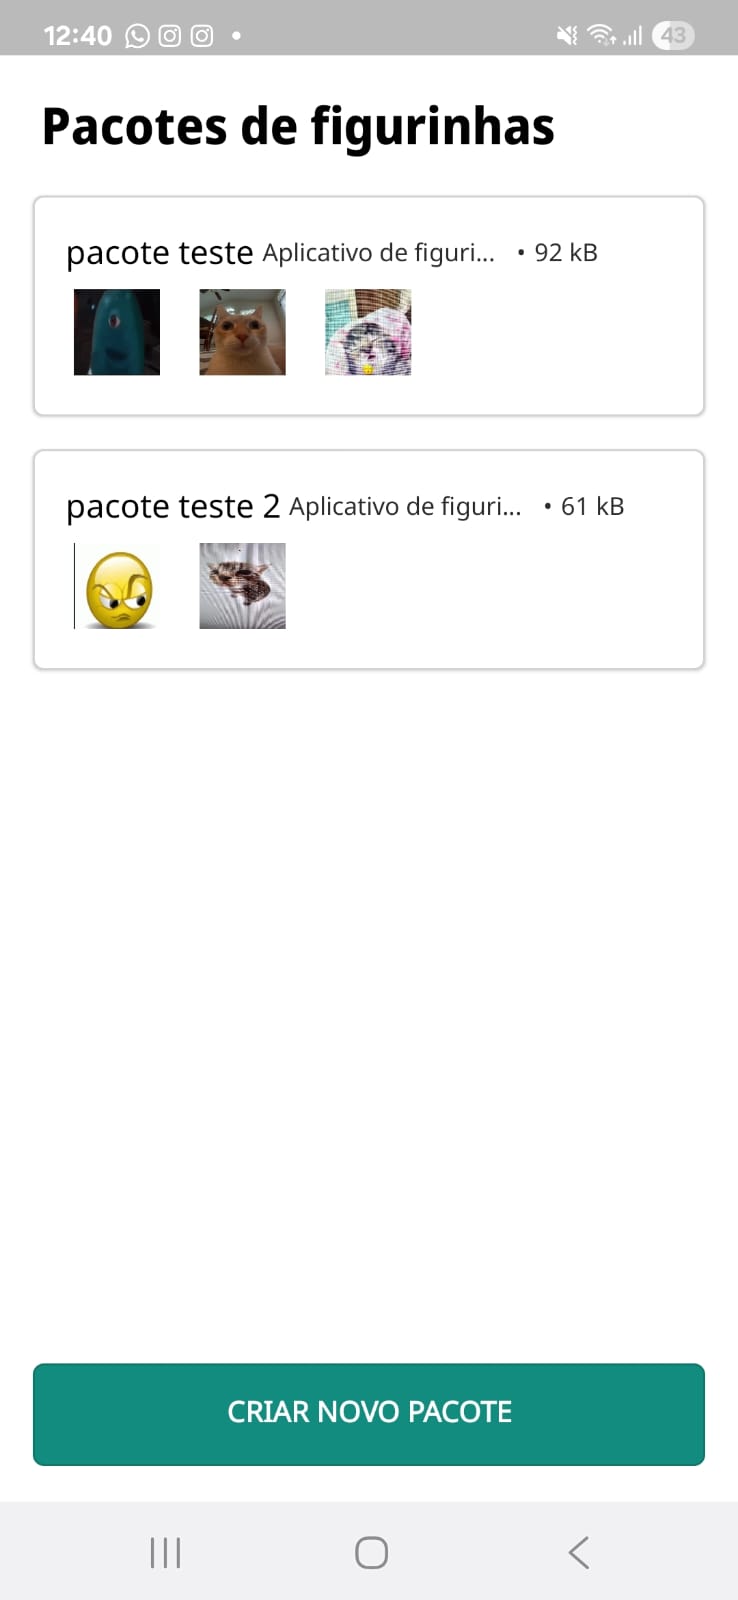 12:40
43
Pacotes de figurinhas
pacote teste Aplicativo de figuri... • 92 kB
pacote teste 2 Aplicativo de figuri... • 61 kB
CRIAR NOVO PACOTE